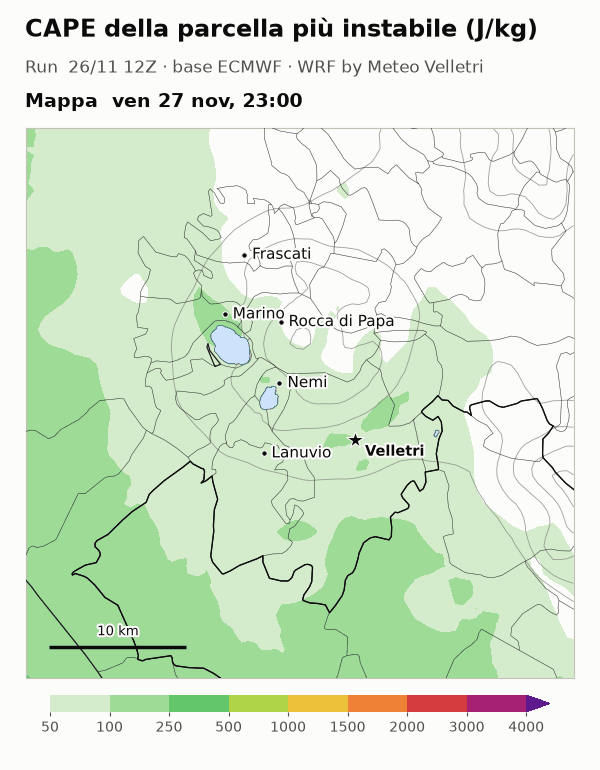 CAPE della parcella più instabile (J/kg)
Run  26/11 12Z · base ECMWF · WRF by Meteo Velletri
Mappa  ven 27 nov, 23:00
Frascati
Marino
Rocca di Papa
Nemi
Velletri
Lanuvio
10 km
50 100 250 500 1000 1500 2000 3000 4000